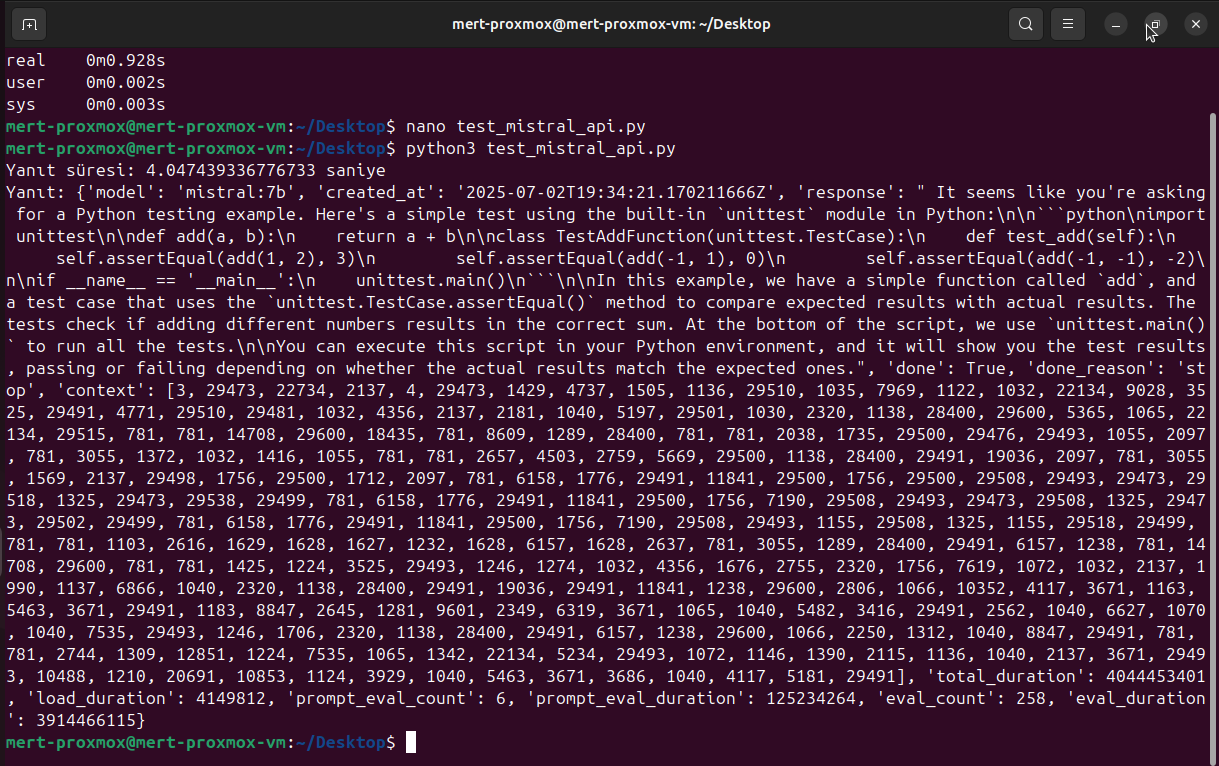 mert-proxmox@mert-proxmox-vm: ~/Desktop
real    0m0.928s
user    0m0.002s
sys     0m0.003s
mert-proxmox@mert-proxmox-vm:~/Desktop$ nano test_mistral_api.py
mert-proxmox@mert-proxmox-vm:~/Desktop$ python3 test_mistral_api.py
Yanıt süresi: 4.047439336776733 saniye
Yanıt: {'model': 'mistral:7b', 'created_at': '2025-07-02T19:34:21.170211666Z', 'response': " It seems like you're asking
 for a Python testing example. Here's a simple test using the built-in `unittest` module in Python:\n\n```python\nimport
 unittest\n\ndef add(a, b):\n    return a + b\n\nclass TestAddFunction(unittest.TestCase):\n    def test_add(self):\n
     self.assertEqual(add(1, 2), 3)\n        self.assertEqual(add(-1, 1), 0)\n        self.assertEqual(add(-1, -1), -2)\
n\nif __name__ == '__main__':\n    unittest.main()\n```\n\nIn this example, we have a simple function called `add`, and
a test case that uses the `unittest.TestCase.assertEqual()` method to compare expected results with actual results. The
tests check if adding different numbers results in the correct sum. At the bottom of the script, we use `unittest.main()
` to run all the tests.\n\nYou can execute this script in your Python environment, and it will show you the test results
, passing or failing depending on whether the actual results match the expected ones.", 'done': True, 'done_reason': 'st
op', 'context': [3, 29473, 22734, 2137, 4, 29473, 1429, 4737, 1505, 1136, 29510, 1035, 7969, 1122, 1032, 22134, 9028, 35
25, 29491, 4771, 29510, 29481, 1032, 4356, 2137, 2181, 1040, 5197, 29501, 1030, 2320, 1138, 28400, 29600, 5365, 1065, 22
134, 29515, 781, 781, 14708, 29600, 18435, 781, 8609, 1289, 28400, 781, 781, 2038, 1735, 29500, 29476, 29493, 1055, 2097
, 781, 3055, 1372, 1032, 1416, 1055, 781, 781, 2657, 4503, 2759, 5669, 29500, 1138, 28400, 29491, 19036, 2097, 781, 3055
, 1569, 2137, 29498, 1756, 29500, 1712, 2097, 781, 6158, 1776, 29491, 11841, 29500, 1756, 29500, 29508, 29493, 29473, 29
518, 1325, 29473, 29538, 29499, 781, 6158, 1776, 29491, 11841, 29500, 1756, 7190, 29508, 29493, 29473, 29508, 1325, 2947
3, 29502, 29499, 781, 6158, 1776, 29491, 11841, 29500, 1756, 7190, 29508, 29493, 1155, 29508, 1325, 1155, 29518, 29499,
781, 781, 1103, 2616, 1629, 1628, 1627, 1232, 1628, 6157, 1628, 2637, 781, 3055, 1289, 28400, 29491, 6157, 1238, 781, 14
708, 29600, 781, 781, 1425, 1224, 3525, 29493, 1246, 1274, 1032, 4356, 1676, 2755, 2320, 1756, 7619, 1072, 1032, 2137, 1
990, 1137, 6866, 1040, 2320, 1138, 28400, 29491, 19036, 29491, 11841, 1238, 29600, 2806, 1066, 10352, 4117, 3671, 1163,
5463, 3671, 29491, 1183, 8847, 2645, 1281, 9601, 2349, 6319, 3671, 1065, 1040, 5482, 3416, 29491, 2562, 1040, 6627, 1070
, 1040, 7535, 29493, 1246, 1706, 2320, 1138, 28400, 29491, 6157, 1238, 29600, 1066, 2250, 1312, 1040, 8847, 29491, 781,
781, 2744, 1309, 12851, 1224, 7535, 1065, 1342, 22134, 5234, 29493, 1072, 1146, 1390, 2115, 1136, 1040, 2137, 3671, 2949
3, 10488, 1210, 20691, 10853, 1124, 3929, 1040, 5463, 3671, 3686, 1040, 4117, 5181, 29491], 'total_duration': 4044453401
, 'load_duration': 4149812, 'prompt_eval_count': 6, 'prompt_eval_duration': 125234264, 'eval_count': 258, 'eval_duration
': 3914466115}
mert-proxmox@mert-proxmox-vm:~/Desktop$